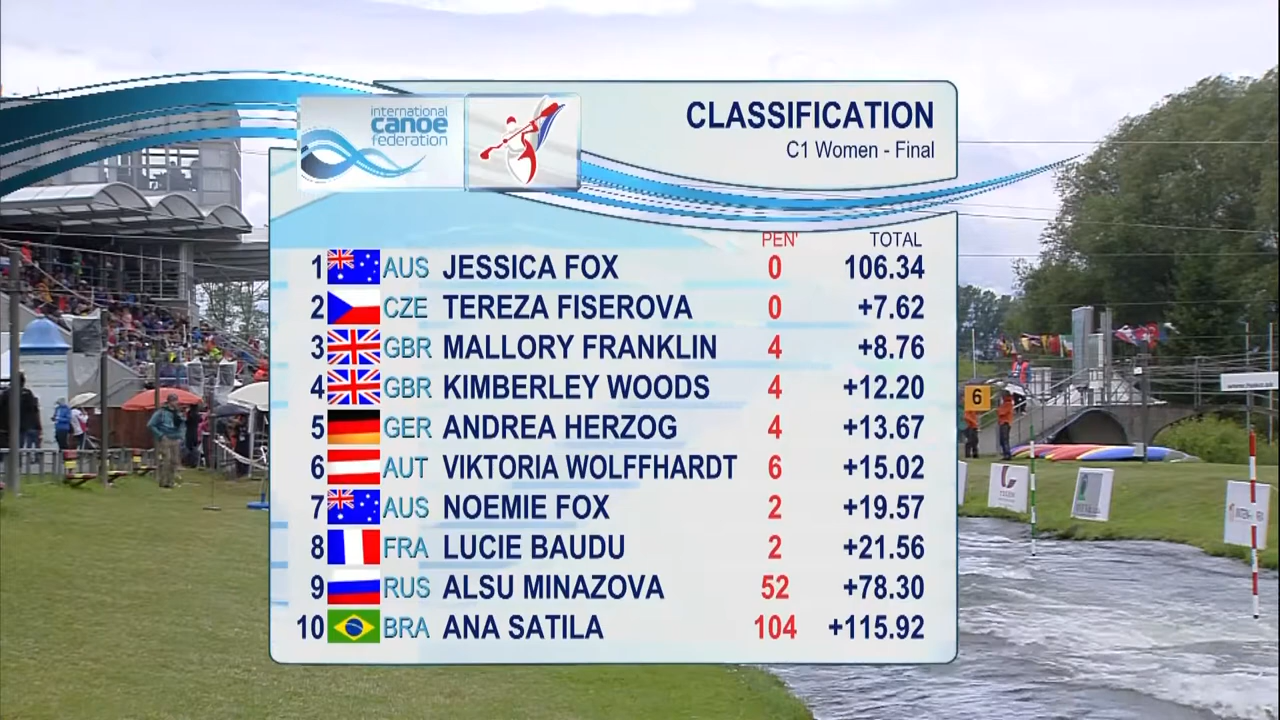 international
canoe
federation
CLASSIFICATION
C1 Women - Final
PEN' TOTAL
1 AUS JESSICA FOX 0 106.34
2 CZE TEREZA FISEROVA 0 +7.62
3 GBR MALLORY FRANKLIN 4 +8.76
4 GBR KIMBERLEY WOODS 4 +12.20
5 GER ANDREA HERZOG 4 +13.67
6 AUT VIKTORIA WOLFFHARDT 6 +15.02
7 AUS NOEMIE FOX 2 +19.57
8 FRA LUCIE BAUDU 2 +21.56
9 RUS ALSU MINAZOVA 52 +78.30
10 BRA ANA SATILA 104 +115.92
6